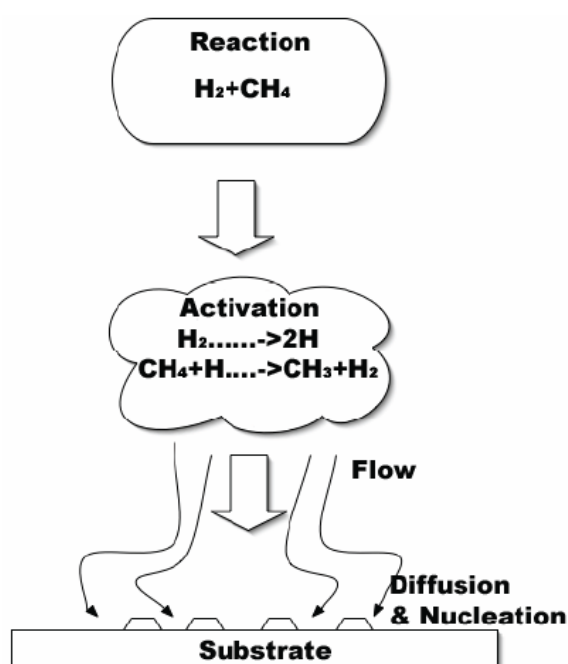 Reaction
H₂+CH₄
Activation
H₂......->2H
CH₄+H....->CH₃+H₂
Flow
Diffusion
& Nucleation
Substrate